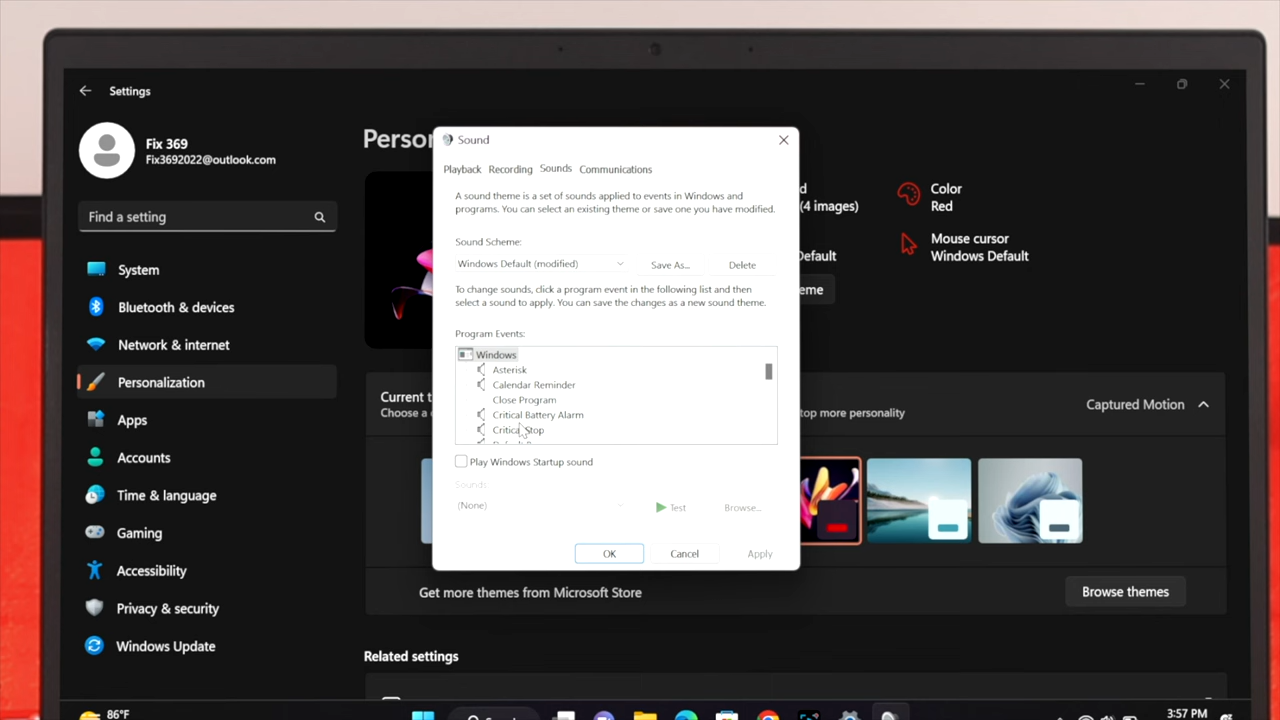 Settings
Fix 369
Fix3692022@outlook.com
Find a setting
System
Bluetooth & devices
Network & internet
Personalization
Apps
Accounts
Time & language
Gaming
Accessibility
Privacy & security
Windows Update
Sound
Playback Recording Sounds Communications
A sound theme is a set of sounds applied to events in Windows and
programs. You can select an existing theme or save one you have modified.
Sound Scheme:
Windows Default (modified)
Save As...
Delete
To change sounds, click a program event in the following list and then
select a sound to apply. You can save the changes as a new sound theme.
Program Events:
Windows
Asterisk
Calendar Reminder
Close Program
Critical Battery Alarm
Critical Stop
Play Windows Startup sound
Sounds:
(None)
Test
Browse...
OK
Cancel
Apply
(4 images)
Color
Red
Mouse cursor
Windows Default
Current
Choose a
Captured Motion
Get more themes from Microsoft Store
Browse themes
Related settings
86°F
3:57 PM